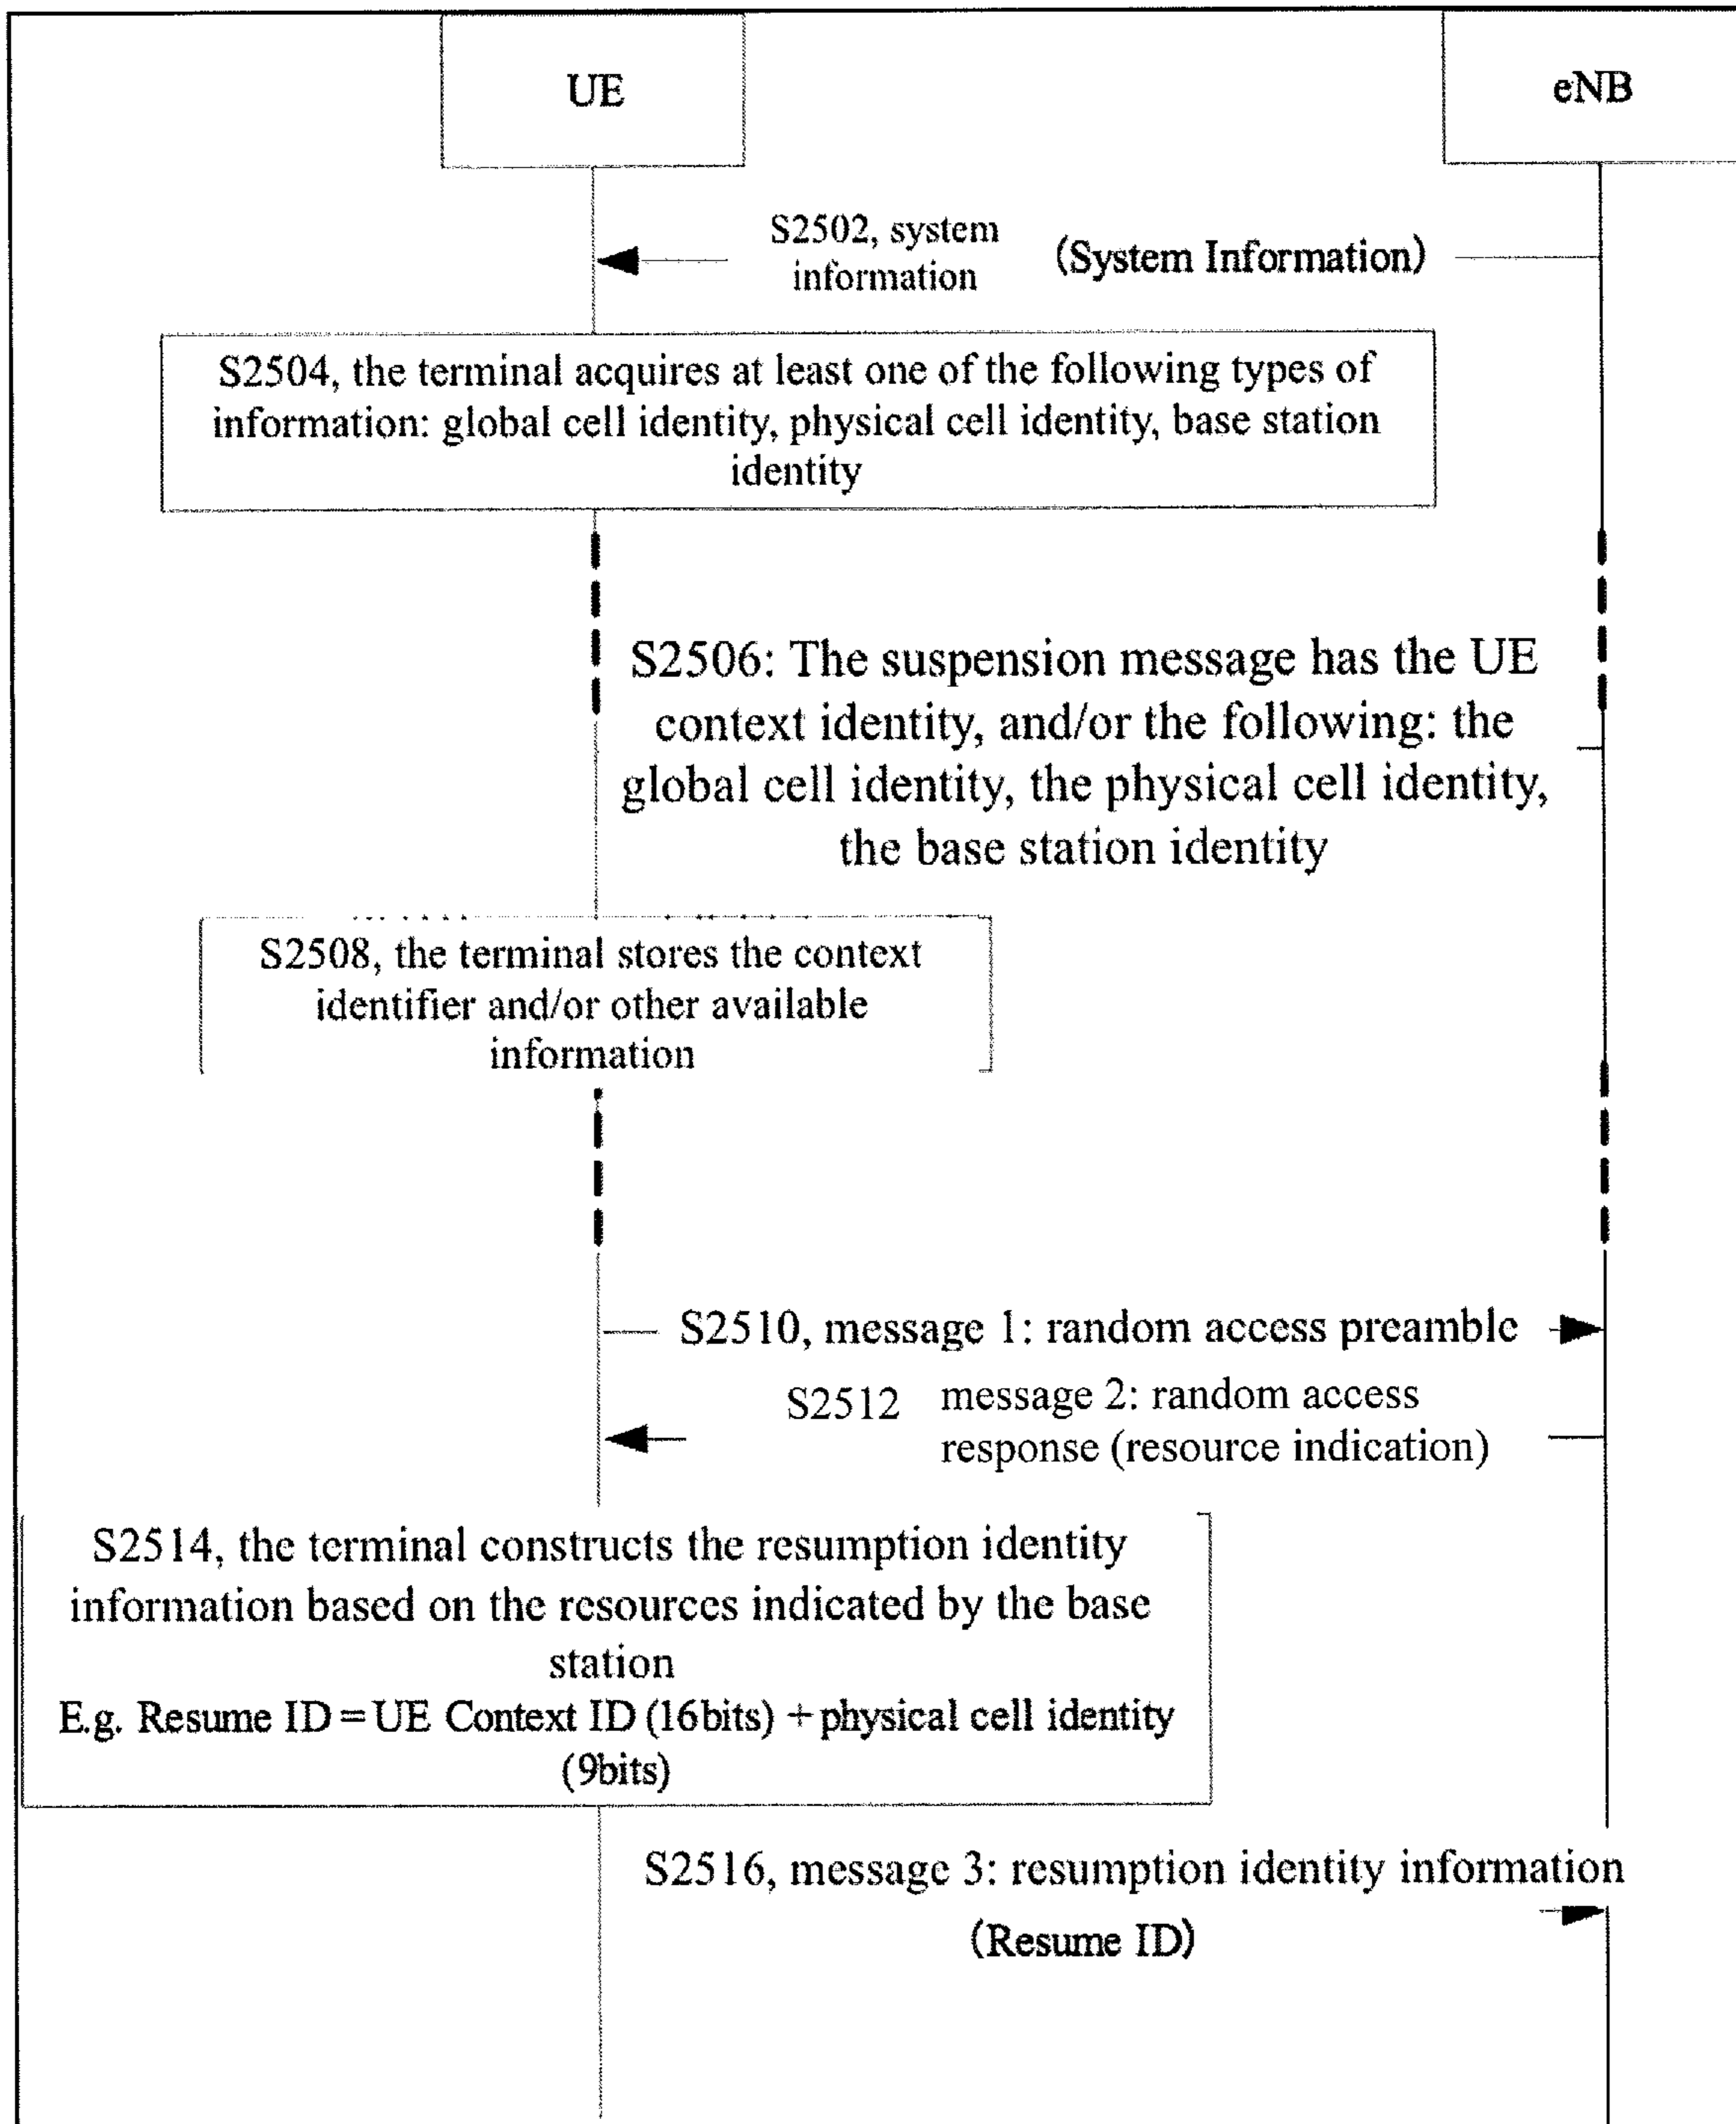 UE
eNB
S2502, system
information
(System Information)
S2504, the terminal acquires at least one of the following types of
information: global cell identity, physical cell identity, base station
identity
S2506: The suspension message has the UE
context identity, and/or the following: the
global cell identity, the physical cell identity,
the base station identity
S2508, the terminal stores the context
identifier and/or other available
information
S2510, message 1: random access preamble
S2512 message 2: random access
response (resource indication)
S2514, the terminal constructs the resumption identity
information based on the resources indicated by the base
station
E.g. Resume ID = UE Context ID (16bits) + physical cell identity
(9bits)
S2516, message 3: resumption identity information
(Resume ID)